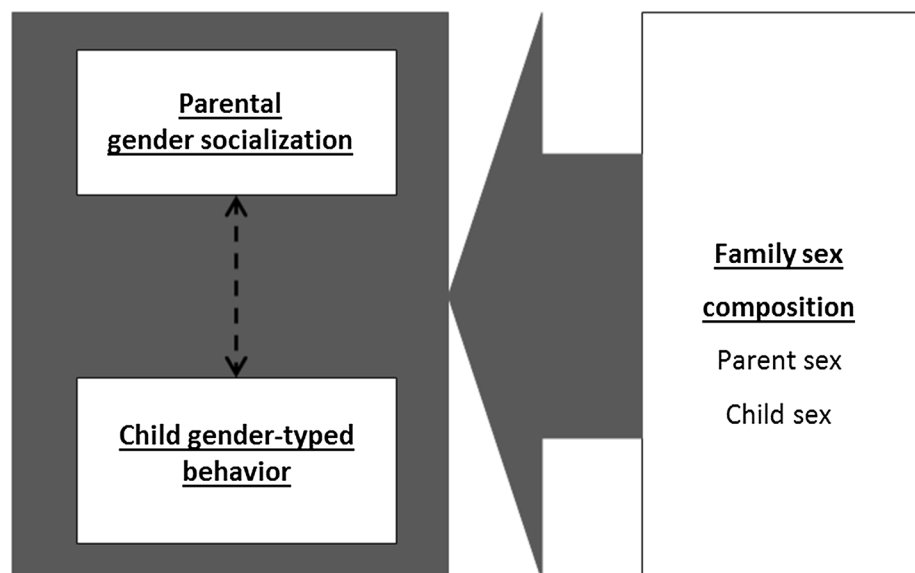 Parental
gender socialization
Child gender-typed
behavior
Family sex
composition
Parent sex
Child sex